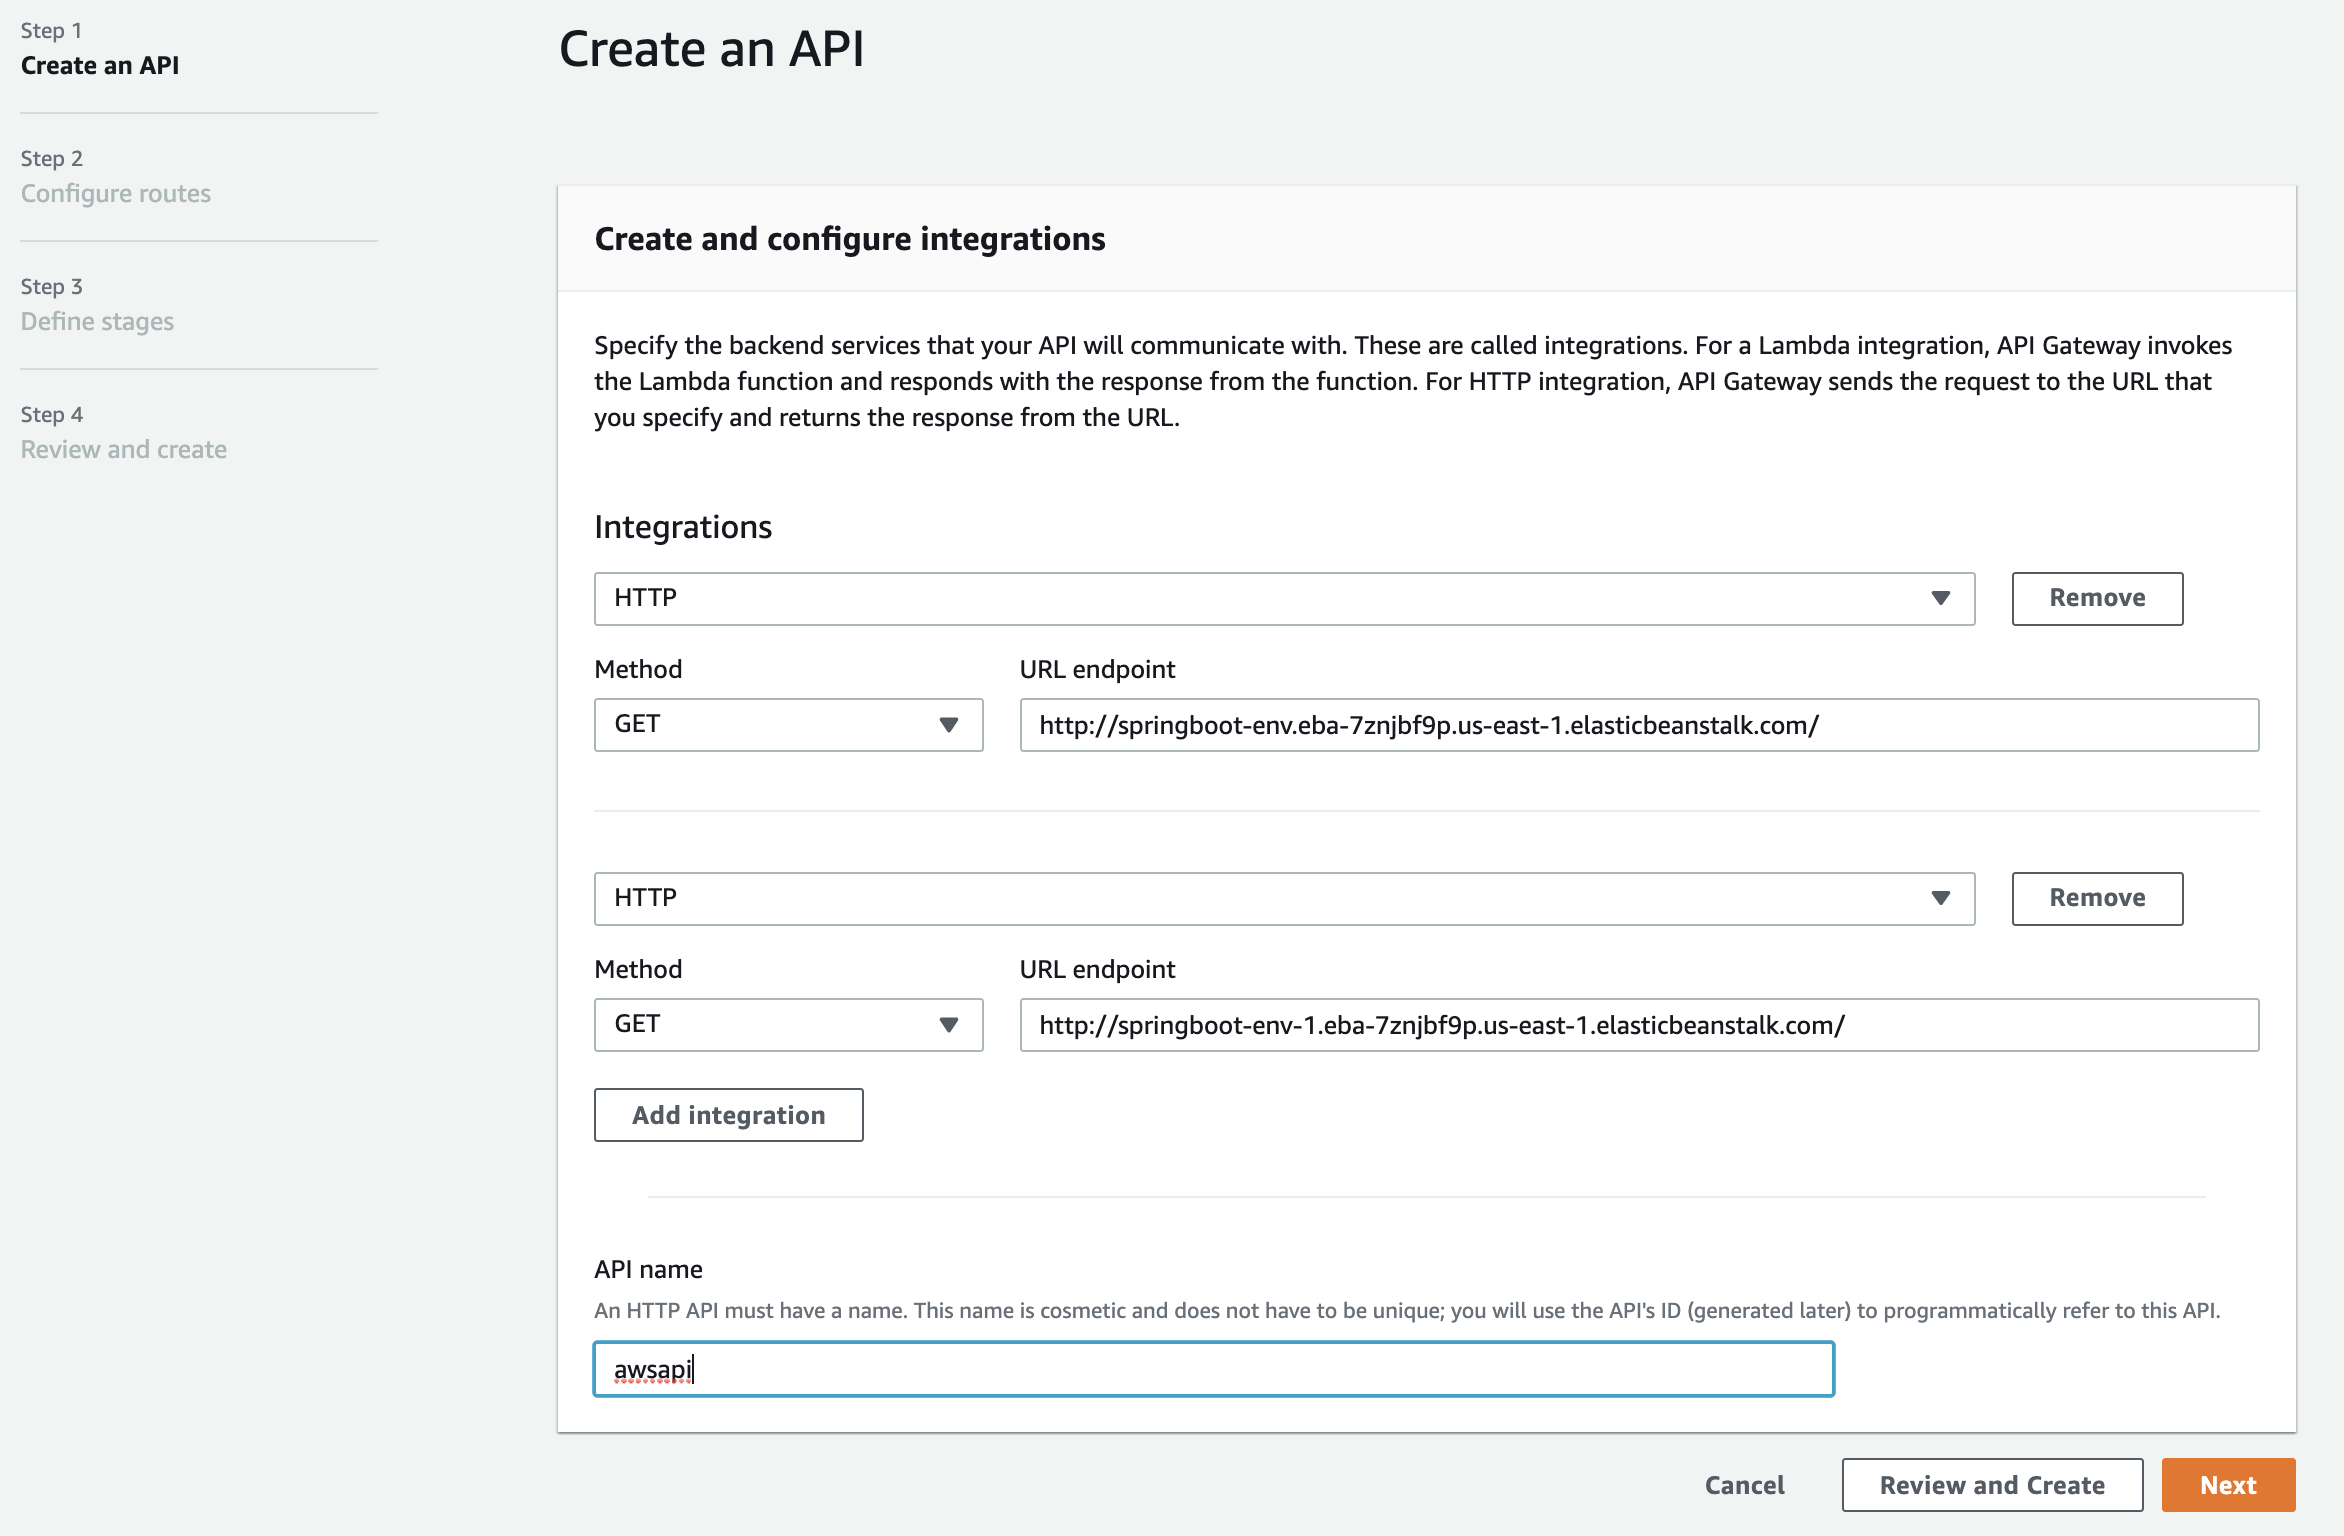 Step 1
Create an API
Step 2
Configure routes
Step 3
Define stages
Step 4
Review and create
Create an API
Create and configure integrations
Specify the backend services that your API will communicate with. These are called integrations. For a Lambda integration, API Gateway invokes
the Lambda function and responds with the response from the function. For HTTP integration, API Gateway sends the request to the URL that
you specify and returns the response from the URL.
Integrations
HTTP
Remove
Method
URL endpoint
GET
http://springboot-env.eba-7znjbf9p.us-east-1.elasticbeanstalk.com/
HTTP
Remove
Method
URL endpoint
GET
http://springboot-env-1.eba-7znjbf9p.us-east-1.elasticbeanstalk.com/
Add integration
API name
An HTTP API must have a name. This name is cosmetic and does not have to be unique; you will use the API's ID (generated later) to programmatically refer to this API.
awsapi
Cancel
Review and Create
Next